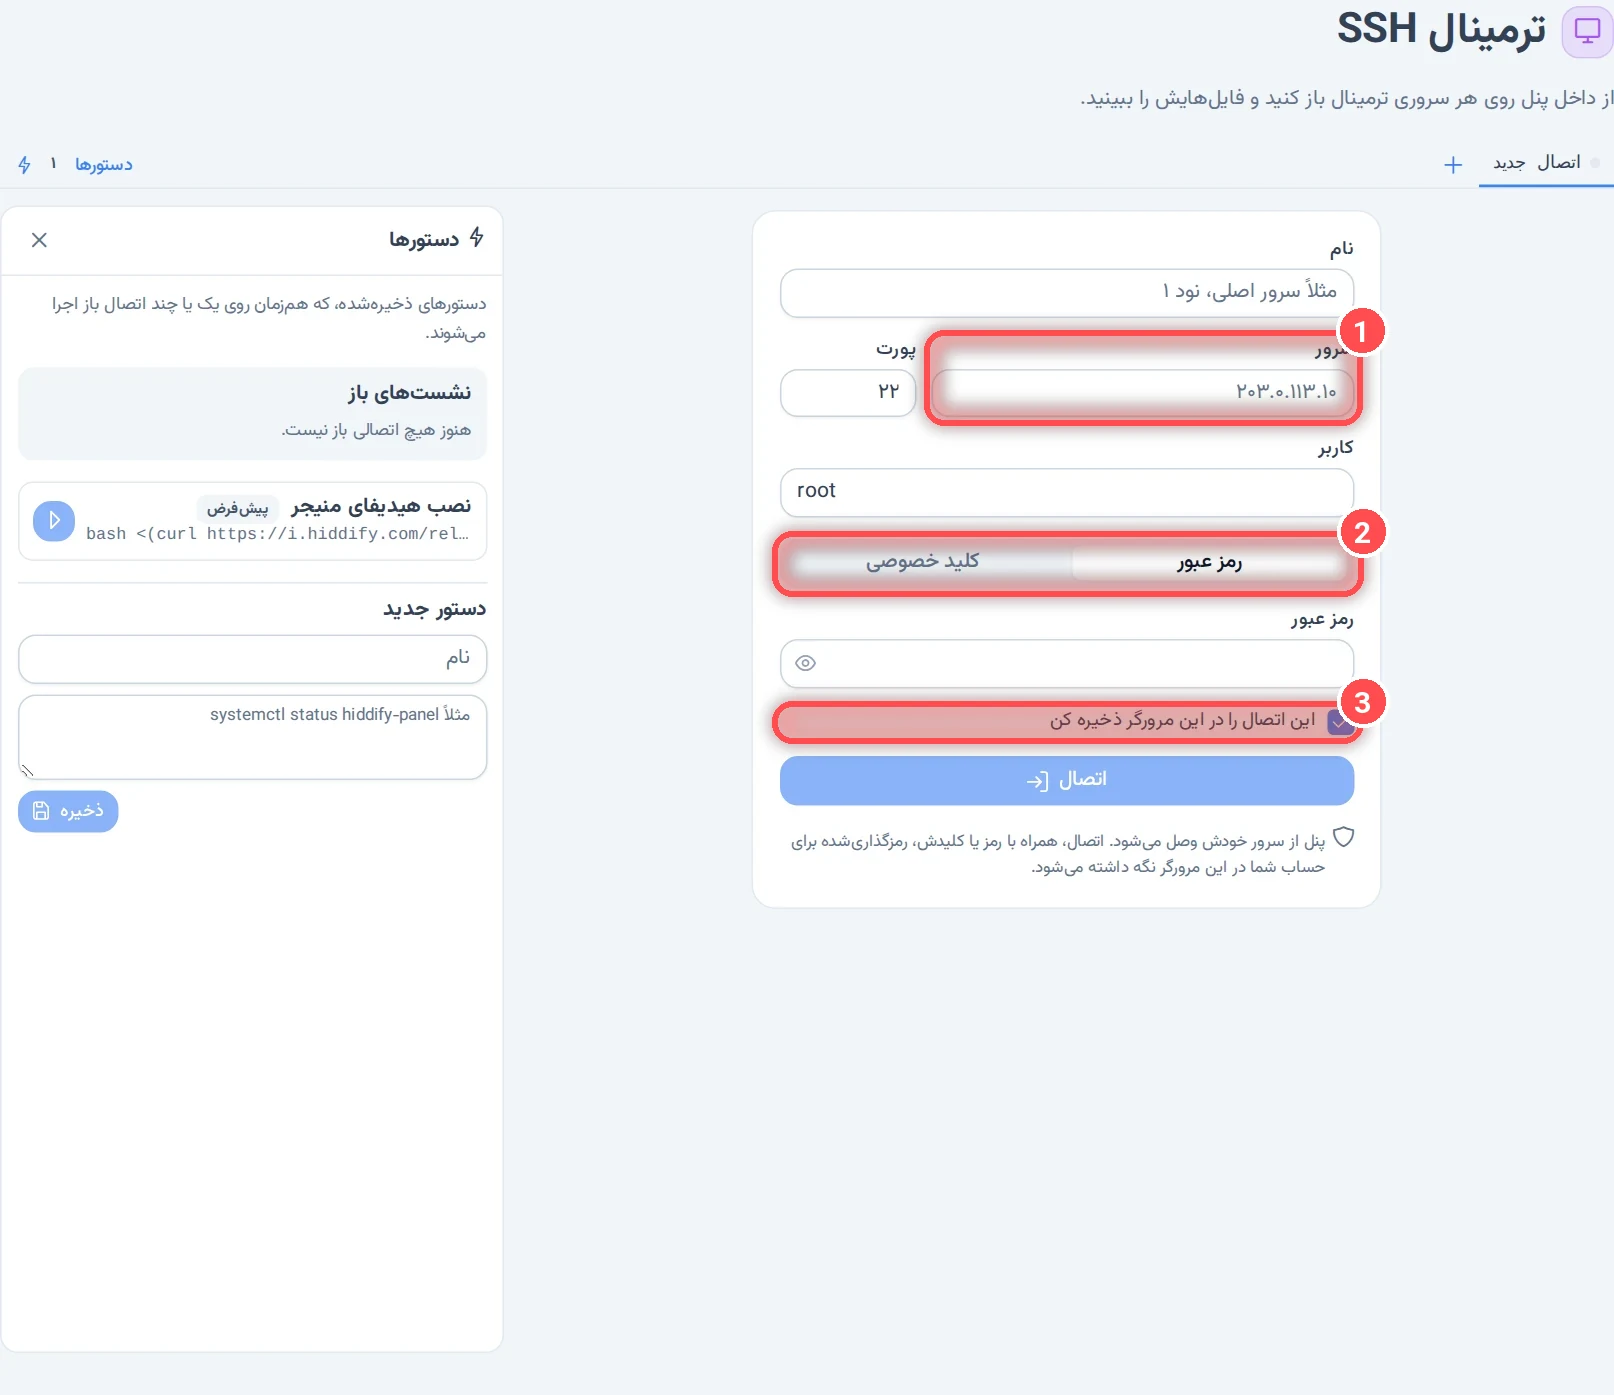 ترمینال SSH
از داخل پنل روی هر سروری ترمینال باز کنید و فایل‌هایش را ببینید.
اتصال جدید
دستورها ۱
نام
مثلاً سرور اصلی، نود ۱
1
سرور
پورت
۲۰۳.۰.۱۱۳.۱۰
۲۲
کاربر
root
2
رمز عبور
کلید خصوصی
رمز عبور
3
این اتصال را در این مرورگر ذخیره کن
اتصال
پنل از سرور خودش وصل می‌شود. اتصال، همراه با رمز یا کلیدش، رمزگذاری‌شده برای
حساب شما در این مرورگر نگه داشته می‌شود.
دستورها
دستورهای ذخیره‌شده، که هم‌زمان روی یک یا چند اتصال باز اجرا
می‌شوند.
نشست‌های باز
هنوز هیچ اتصالی باز نیست.
نصب هیدیفای منیجر پیش‌فرض
bash <(curl https://i.hiddify.com/rel…
دستور جدید
نام
مثلاً systemctl status hiddify-panel
ذخیره